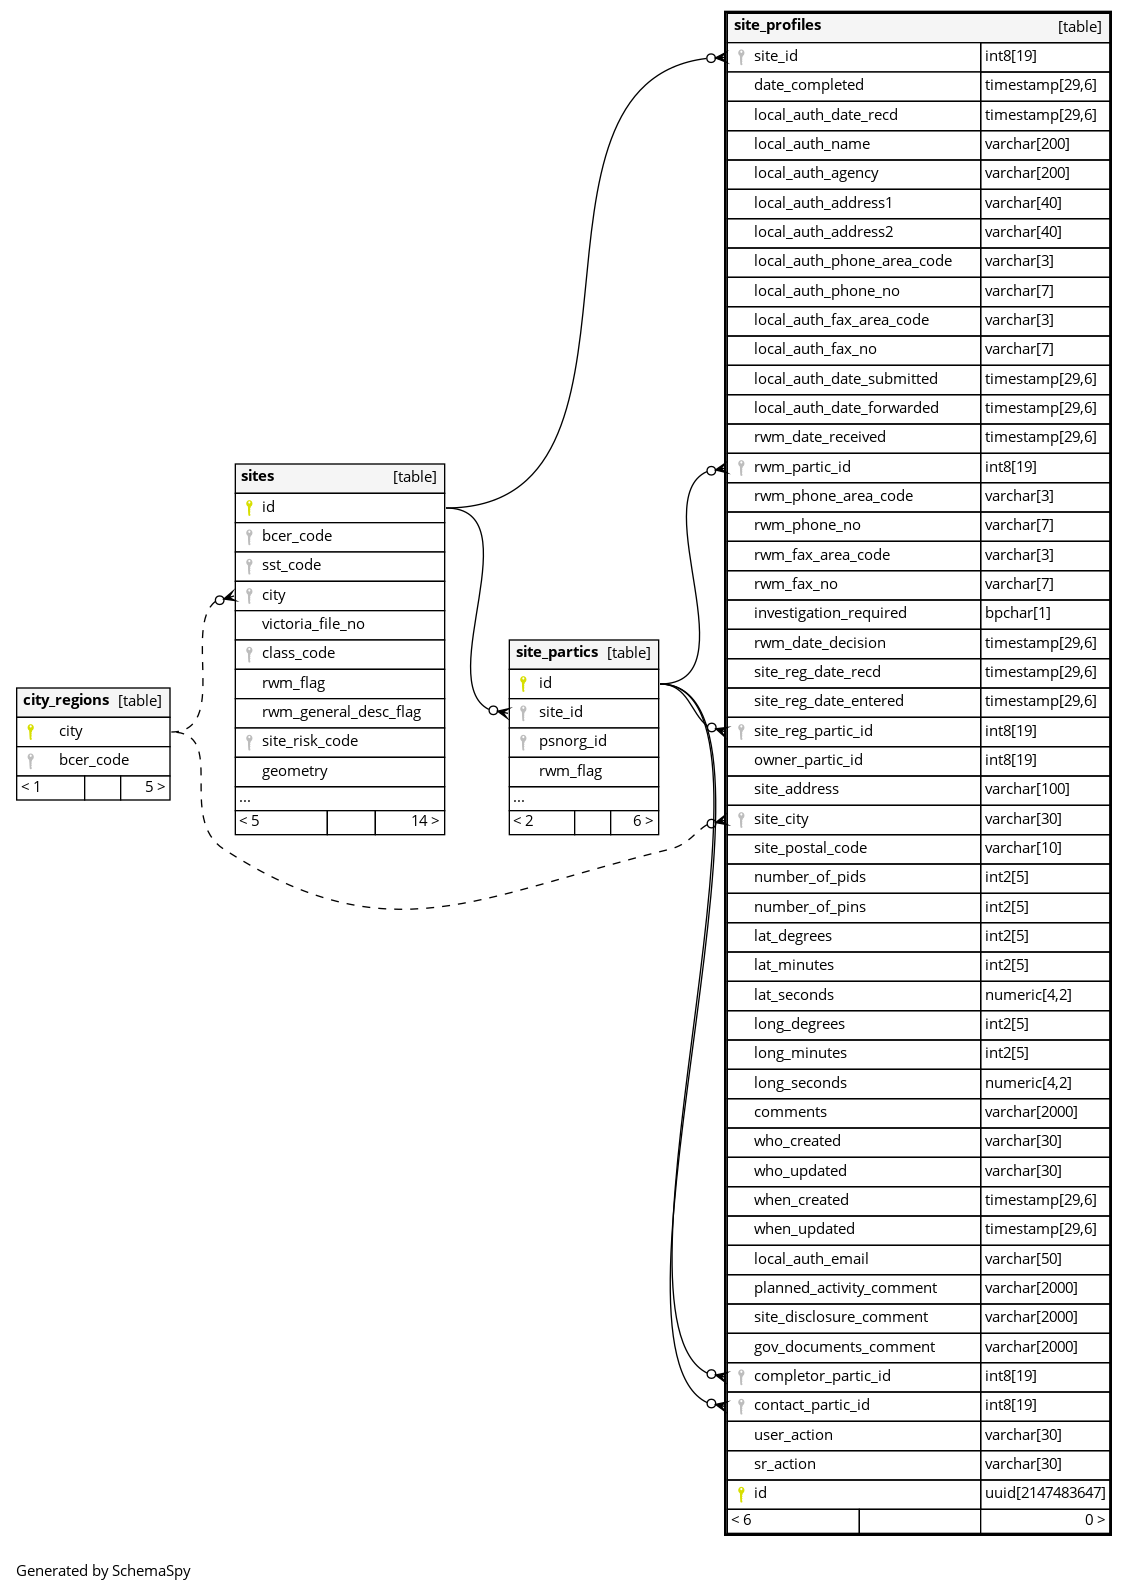 site_profiles [table]
site_id int8[19]
date_completed timestamp[29,6]
local_auth_date_recd timestamp[29,6]
local_auth_name varchar[200]
local_auth_agency varchar[200]
local_auth_address1 varchar[40]
local_auth_address2 varchar[40]
local_auth_phone_area_code varchar[3]
local_auth_phone_no varchar[7]
local_auth_fax_area_code varchar[3]
local_auth_fax_no varchar[7]
local_auth_date_submitted timestamp[29,6]
local_auth_date_forwarded timestamp[29,6]
rwm_date_received timestamp[29,6]
rwm_partic_id int8[19]
rwm_phone_area_code varchar[3]
rwm_phone_no varchar[7]
rwm_fax_area_code varchar[3]
rwm_fax_no varchar[7]
investigation_required bpchar[1]
rwm_date_decision timestamp[29,6]
site_reg_date_recd timestamp[29,6]
site_reg_date_entered timestamp[29,6]
site_reg_partic_id int8[19]
owner_partic_id int8[19]
site_address varchar[100]
site_city varchar[30]
site_postal_code varchar[10]
number_of_pids int2[5]
number_of_pins int2[5]
lat_degrees int2[5]
lat_minutes int2[5]
lat_seconds numeric[4,2]
long_degrees int2[5]
long_minutes int2[5]
long_seconds numeric[4,2]
comments varchar[2000]
who_created varchar[30]
who_updated varchar[30]
when_created timestamp[29,6]
when_updated timestamp[29,6]
local_auth_email varchar[50]
planned_activity_comment varchar[2000]
site_disclosure_comment varchar[2000]
gov_documents_comment varchar[2000]
completor_partic_id int8[19]
contact_partic_id int8[19]
user_action varchar[30]
sr_action varchar[30]
id uuid[2147483647]
< 6 0 >
sites [table]
id
bcer_code
sst_code
city
victoria_file_no
class_code
rwm_flag
rwm_general_desc_flag
site_risk_code
geometry
...
< 5 14 >
site_partics [table]
id
site_id
psnorg_id
rwm_flag
...
< 2 6 >
city_regions [table]
city
bcer_code
< 1 5 >
Generated by SchemaSpy